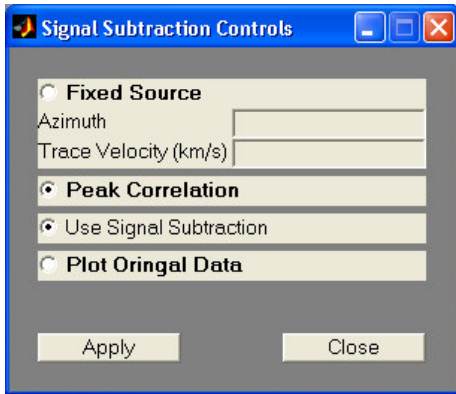 Signal Subtraction Controls
Fixed Source
Azimuth
Trace Velocity (km/s)
Peak Correlation
Use Signal Subtraction
Plot Oringal Data
Apply Close